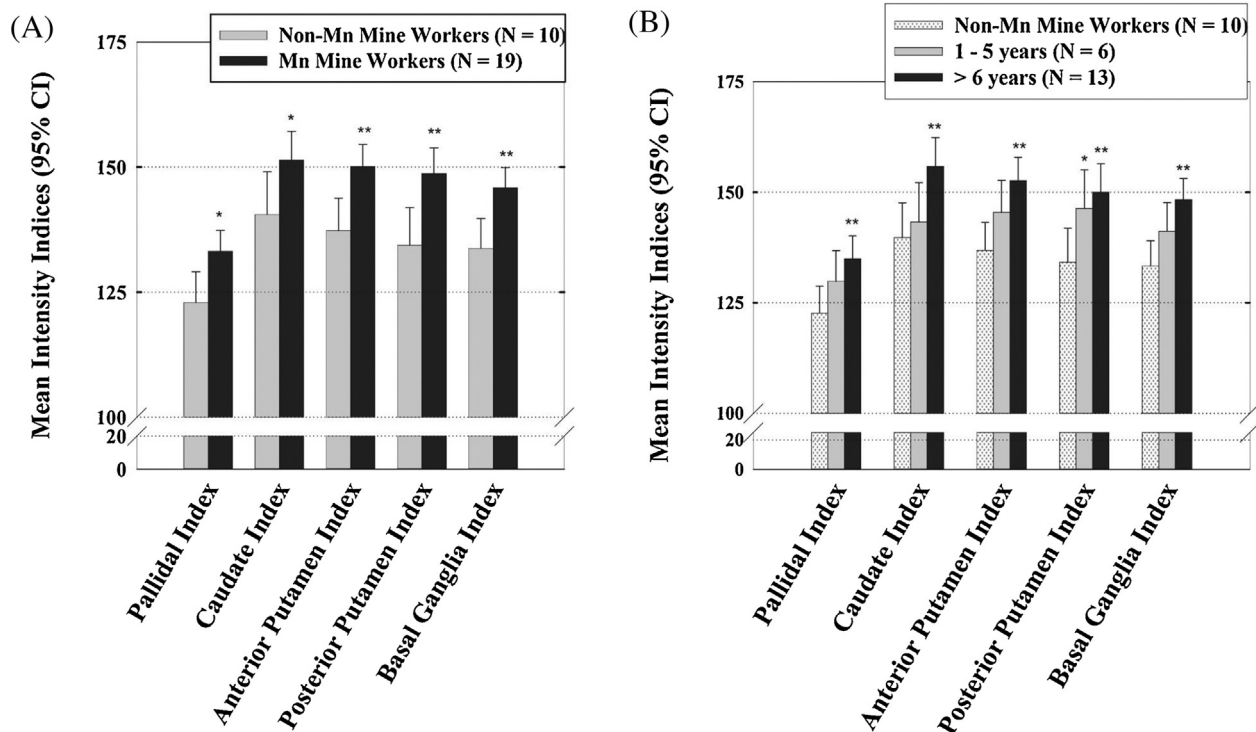 (A)
Non-Mn Mine Workers (N = 10)
Mn Mine Workers (N = 19)
Mean Intensity Indices (95% CI)
175
150
125
100
20
0
*
*
**
**
**
Pallidal Index
Caudate Index
Anterior Putamen Index
Posterior Putamen Index
Basal Ganglia Index
(B)
Non-Mn Mine Workers (N = 10)
1 - 5 years (N = 6)
> 6 years (N = 13)
Mean Intensity Indices (95% CI)
175
150
125
100
20
0
**
**
**
* **
**
Pallidal Index
Caudate Index
Anterior Putamen Index
Posterior Putamen Index
Basal Ganglia Index